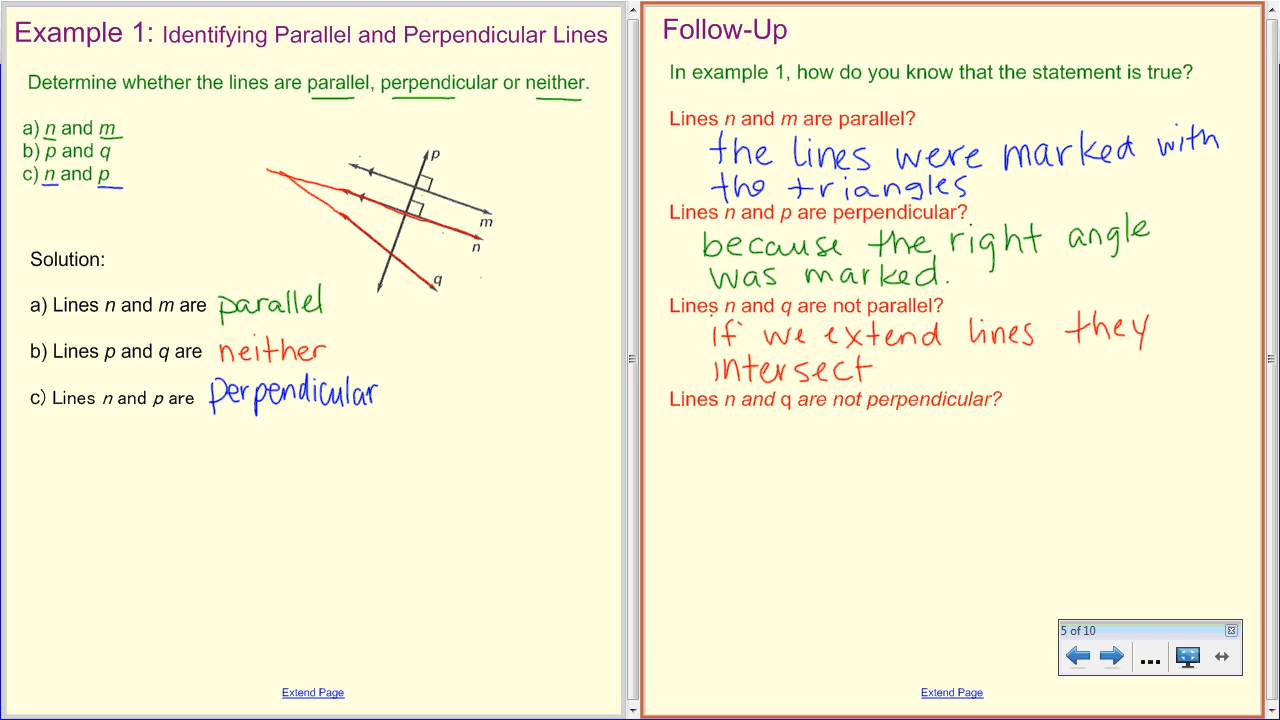 Example 1: Identifying Parallel and Perpendicular Lines
Determine whether the lines are parallel, perpendicular or neither.
a) n and m
b) p and q
c) n and p
p
m
n
q
Solution:
a) Lines n and m are parallel
b) Lines p and q are neither
c) Lines n and p are perpendicular
Extend Page
Follow-Up
In example 1, how do you know that the statement is true?
Lines n and m are parallel?
the lines were marked with
the triangles
Lines n and p are perpendicular?
because the right angle
was marked.
Lines n and q are not parallel?
if we extend lines they
intersect
Lines n and q are not perpendicular?
5 of 10
...
Extend Page